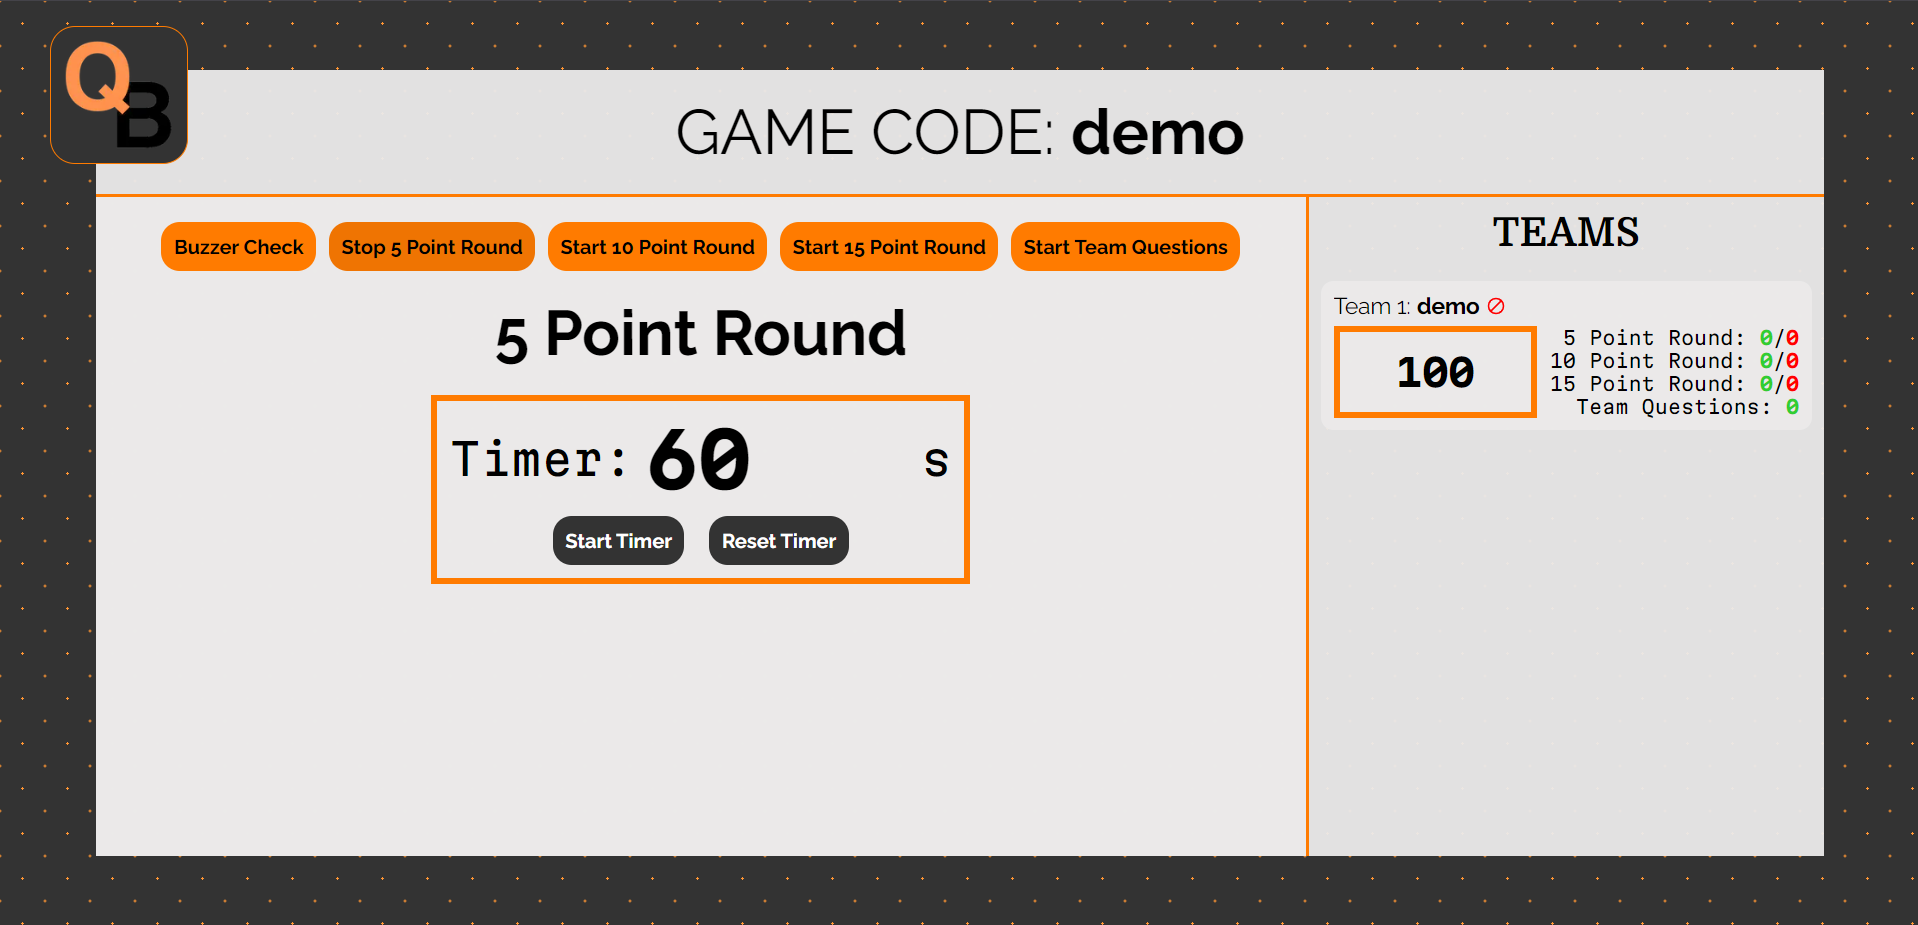 QB
GAME CODE: demo
Buzzer Check
Stop 5 Point Round
Start 10 Point Round
Start 15 Point Round
Start Team Questions
5 Point Round
Timer: 60 s
Start Timer
Reset Timer
TEAMS
Team 1: demo
100
5 Point Round: 0/0
10 Point Round: 0/0
15 Point Round: 0/0
Team Questions: 0